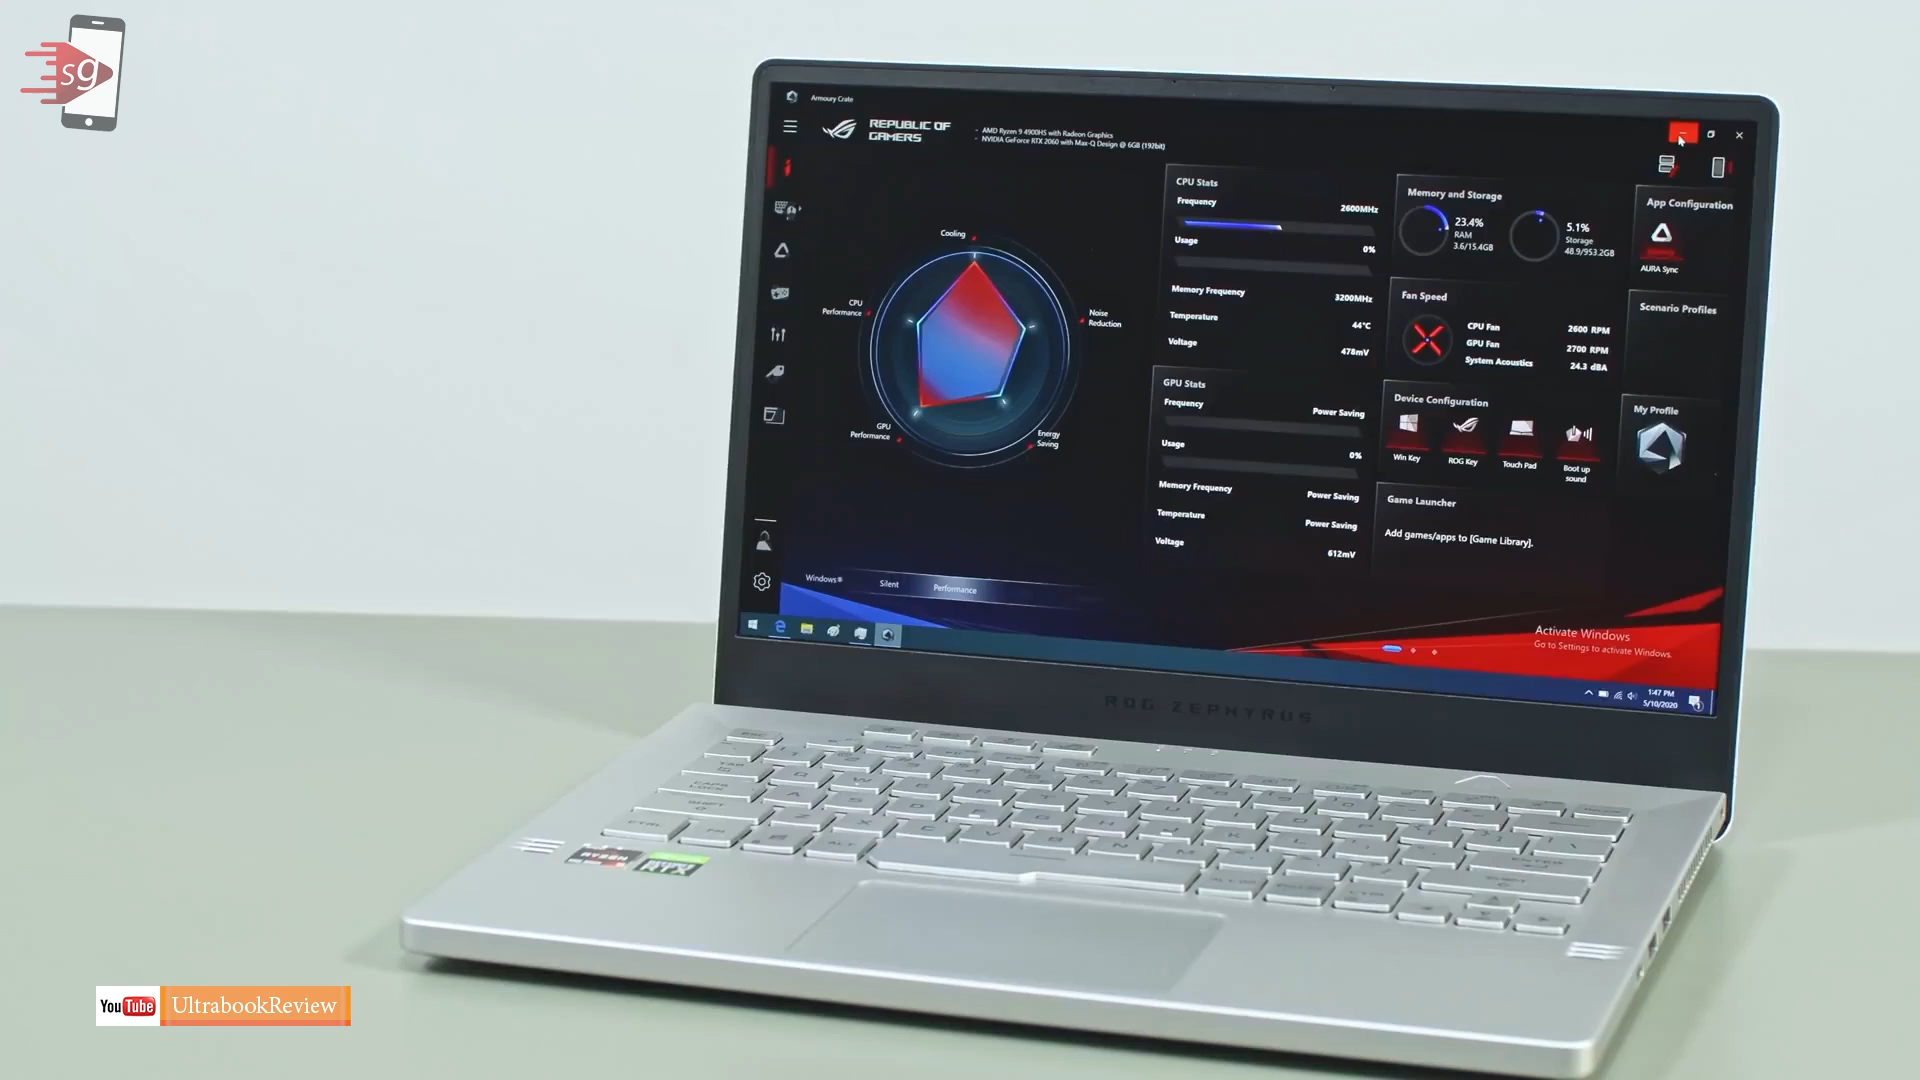 sg
Armoury Crate
REPUBLIC OF
GAMERS
- AMD Ryzen 9 4900HS with Radeon Graphics
- NVIDIA GeForce RTX 2060 with Max-Q Design @ 6GB (192bit)
Cooling
CPU
Performance
Noise
Reduction
GPU
Performance
Energy
Saving
Windows®
Silent
Performance
CPU Stats
Frequency
2600MHz
Usage
0%
Memory Frequency
3200MHz
Temperature
44°C
Voltage
478mV
GPU Stats
Frequency
Power Saving
Usage
0%
Memory Frequency
Power Saving
Temperature
Power Saving
Voltage
612mV
Memory and Storage
23.4%
RAM
3.6/15.4GB
5.1%
Storage
48.9/953.2GB
Fan Speed
CPU Fan
2600 RPM
GPU Fan
2700 RPM
System Acoustics
24.3 dBA
Device Configuration
Win Key
ROG Key
Touch Pad
Boot up
sound
Game Launcher
Add games/apps to [Game Library].
App Configuration
AURA Sync
Scenario Profiles
My Profile
Activate Windows
Go to Settings to activate Windows.
1:47 PM
5/10/2020
ROG ZEPHYRUS
RYZEN
RTX
YouTube
UltrabookReview